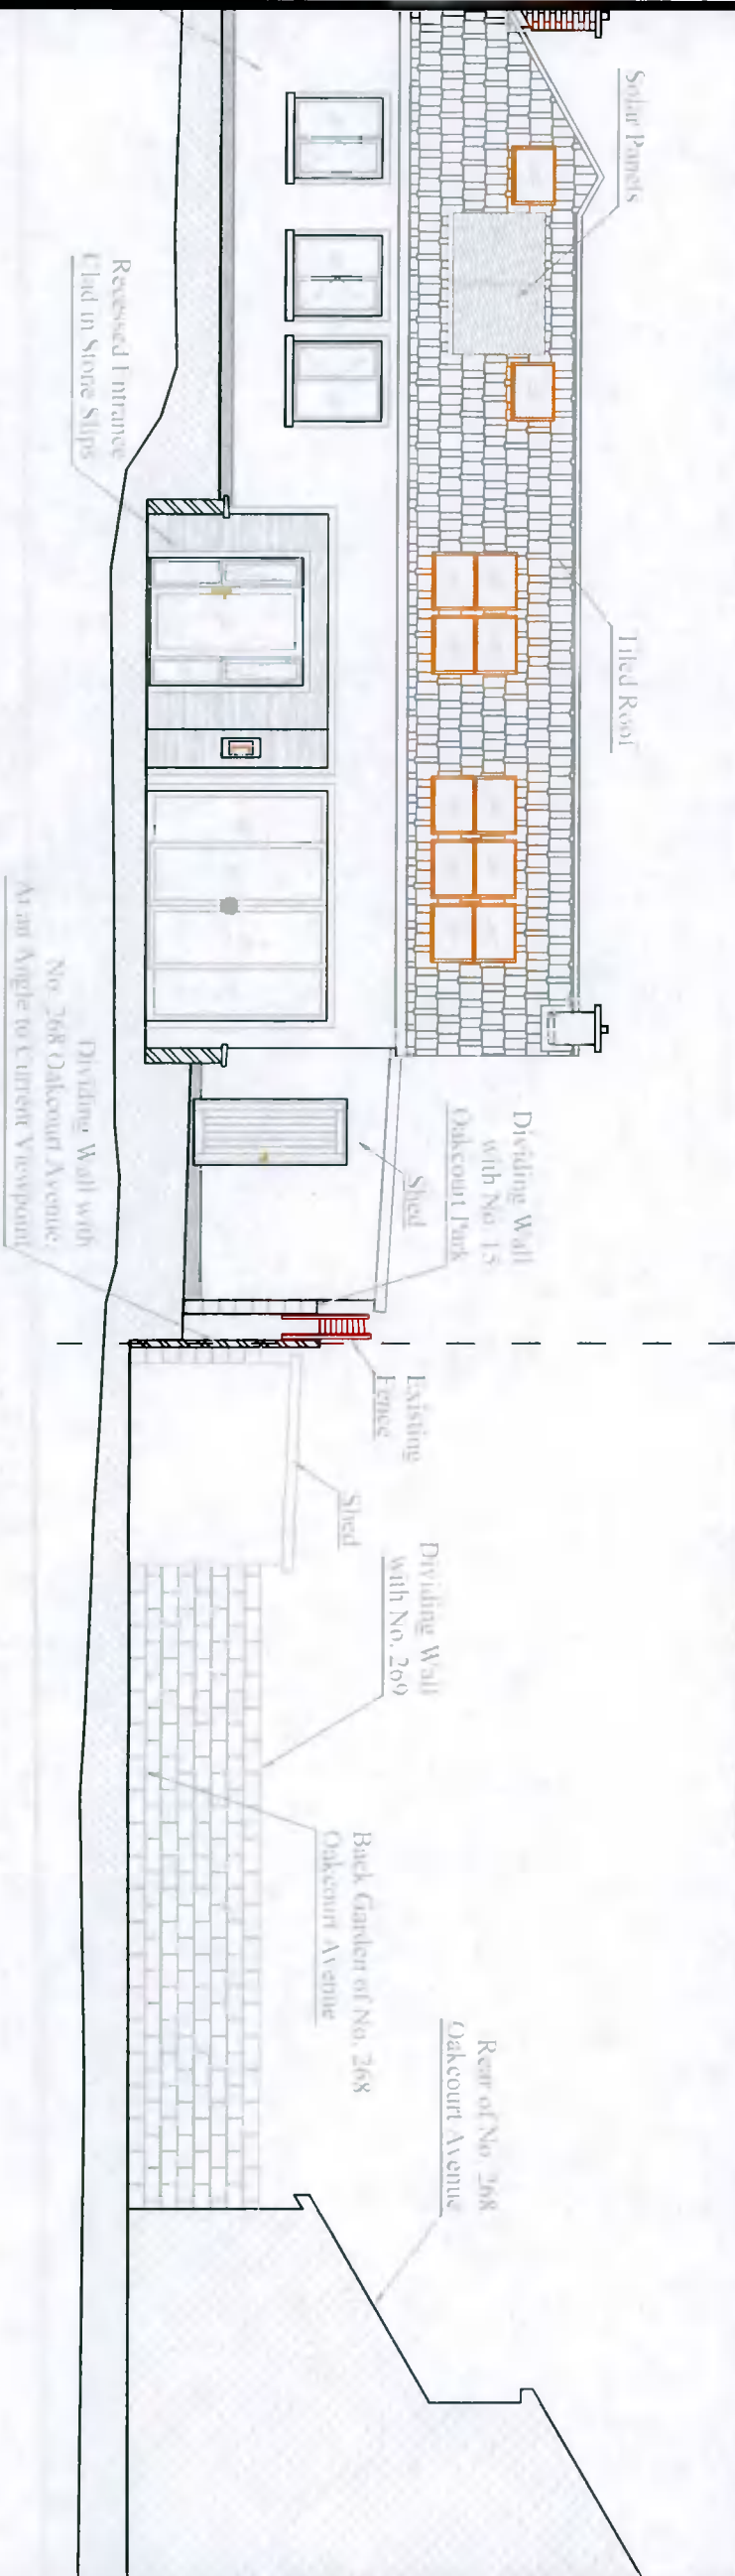 Solar Panels
Tiled Roof
Recessed Entrance
Clad in Stone Slips
Dividing Wall with
No. 268 Oakcourt Avenue
At an Angle to Current Viewpoint
Dividing Wall
with No. 15
Oakcourt Park
Shed
Existing
Fence
Shed
Dividing Wall
with No. 269
Back Garden of No. 268
Oakcourt Avenue
Rear of No. 268
Oakcourt Avenue